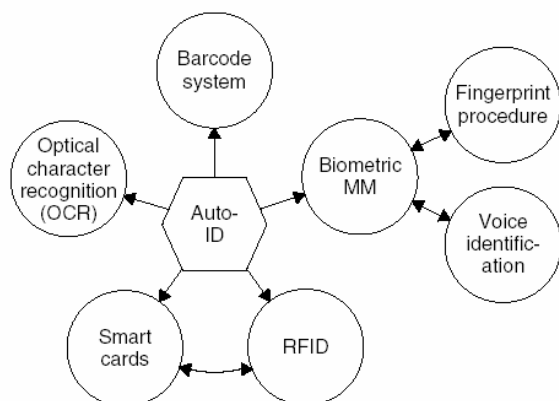 Barcode
system
Fingerprint
procedure
Optical
character
recognition
(OCR)
Biometric
MM
Auto-
ID
Voice
identific-
ation
Smart
cards
RFID